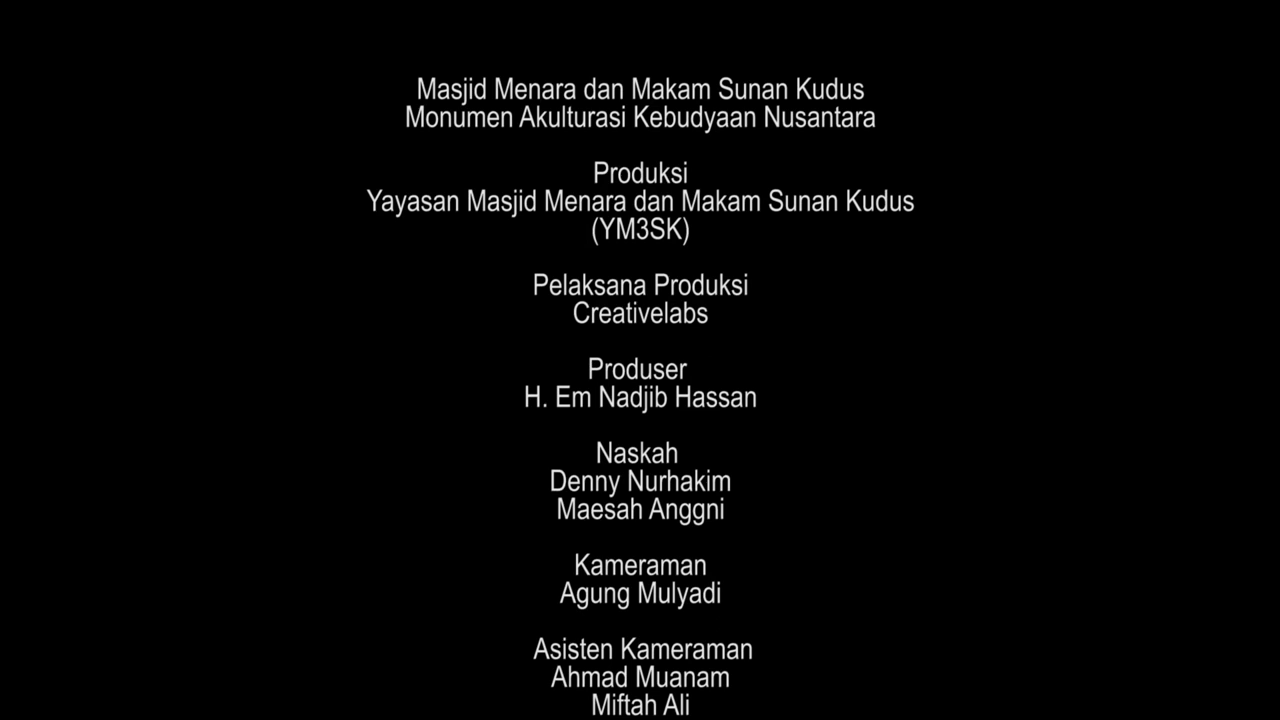 Masjid Menara dan Makam Sunan Kudus
Monumen Akulturasi Kebudyaan Nusantara
Produksi
Yayasan Masjid Menara dan Makam Sunan Kudus
(YM3SK)
Pelaksana Produksi
Creativelabs
Produser
H. Em Nadjib Hassan
Naskah
Denny Nurhakim
Maesah Anggni
Kameraman
Agung Mulyadi
Asisten Kameraman
Ahmad Muanam
Miftah Ali